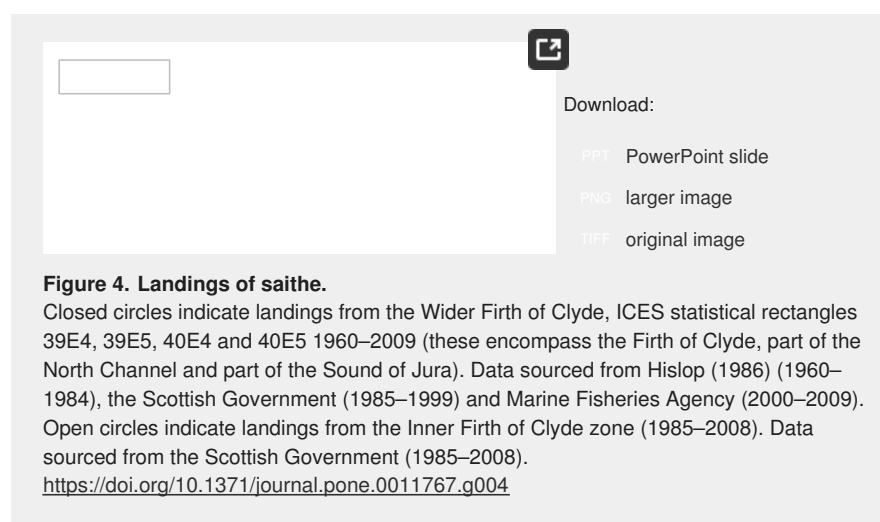 Download:
PPT PowerPoint slide
PNG larger image
TIFF original image
Figure 4. Landings of saithe.
Closed circles indicate landings from the Wider Firth of Clyde, ICES statistical rectangles
39E4, 39E5, 40E4 and 40E5 1960–2009 (these encompass the Firth of Clyde, part of the
North Channel and part of the Sound of Jura). Data sourced from Hislop (1986) (1960–
1984), the Scottish Government (1985–1999) and Marine Fisheries Agency (2000–2009).
Open circles indicate landings from the Inner Firth of Clyde zone (1985–2008). Data
sourced from the Scottish Government (1985–2008).
https://doi.org/10.1371/journal.pone.0011767.g004